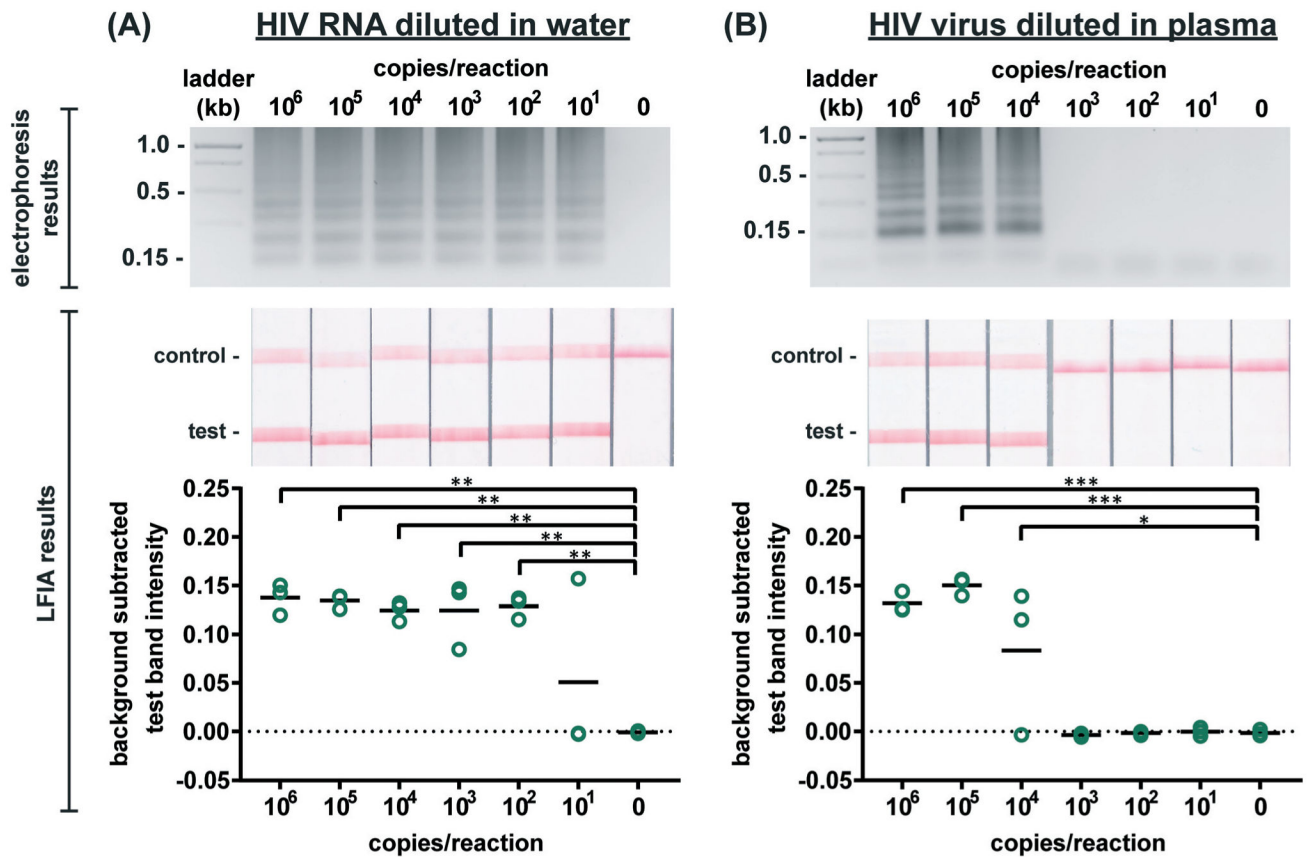 (A) HIV RNA diluted in water
copies/reaction
ladder
(kb) 10⁶ 10⁵ 10⁴ 10³ 10² 10¹ 0
electrophoresis
results
1.0 -
0.5 -
0.15 -
LFIA results
control -
test -
background subtracted
test band intensity
0.25
0.20
0.15
0.10
0.05
0.00
-0.05
**
**
**
**
**
10⁶ 10⁵ 10⁴ 10³ 10² 10¹ 0
copies/reaction
(B) HIV virus diluted in plasma
copies/reaction
ladder
(kb) 10⁶ 10⁵ 10⁴ 10³ 10² 10¹ 0
1.0 -
0.5 -
0.15 -
control -
test -
background subtracted
test band intensity
0.25
0.20
0.15
0.10
0.05
0.00
-0.05
***
***
*
10⁶ 10⁵ 10⁴ 10³ 10² 10¹ 0
copies/reaction